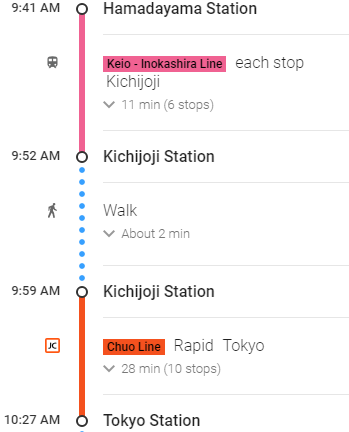 9:41 AM Hamadayama Station
Keio - Inokashira Line each stop
Kichijoji
11 min (6 stops)
9:52 AM Kichijoji Station
Walk
About 2 min
9:59 AM Kichijoji Station
JC Chuo Line Rapid Tokyo
28 min (10 stops)
10:27 AM Tokyo Station